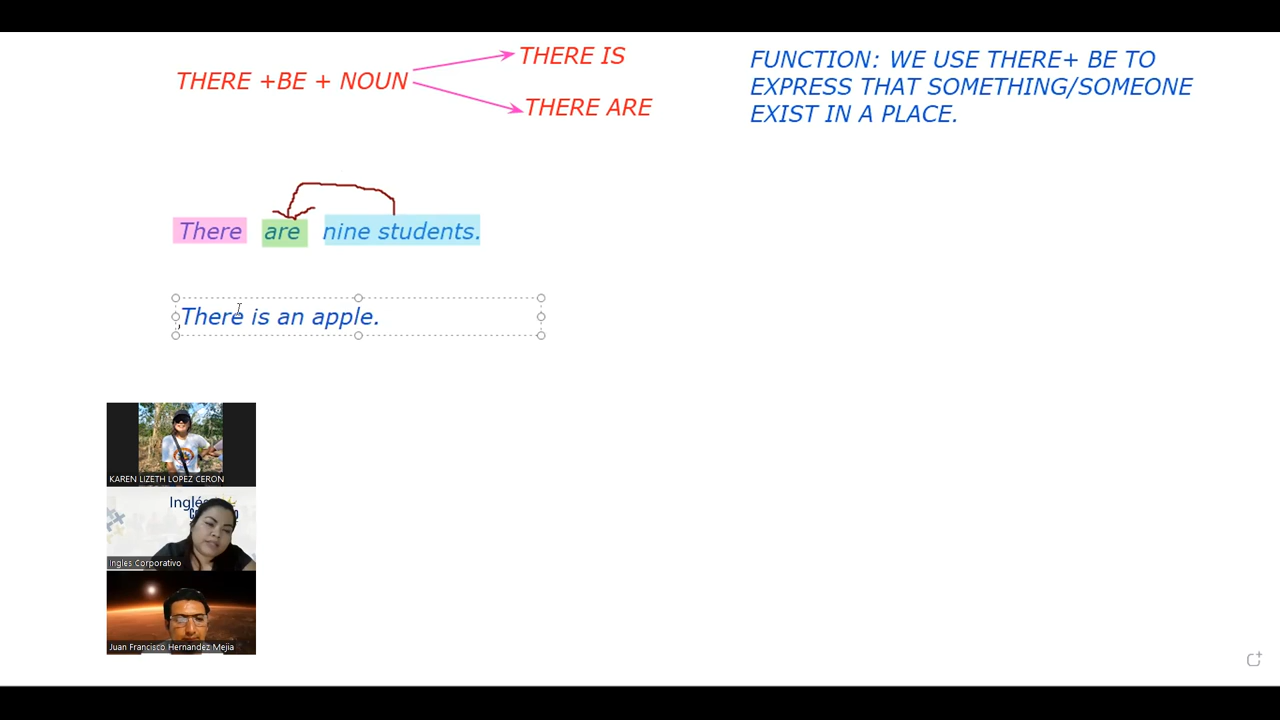 THERE +BE + NOUN
THERE IS
THERE ARE
FUNCTION: WE USE THERE+ BE TO
EXPRESS THAT SOMETHING/SOMEONE
EXIST IN A PLACE.
There are nine students.
There is an apple.
KAREN LIZETH LOPEZ CERON
Inglés
Ingles Corporativo
Juan Francisco Hernandez Mejia